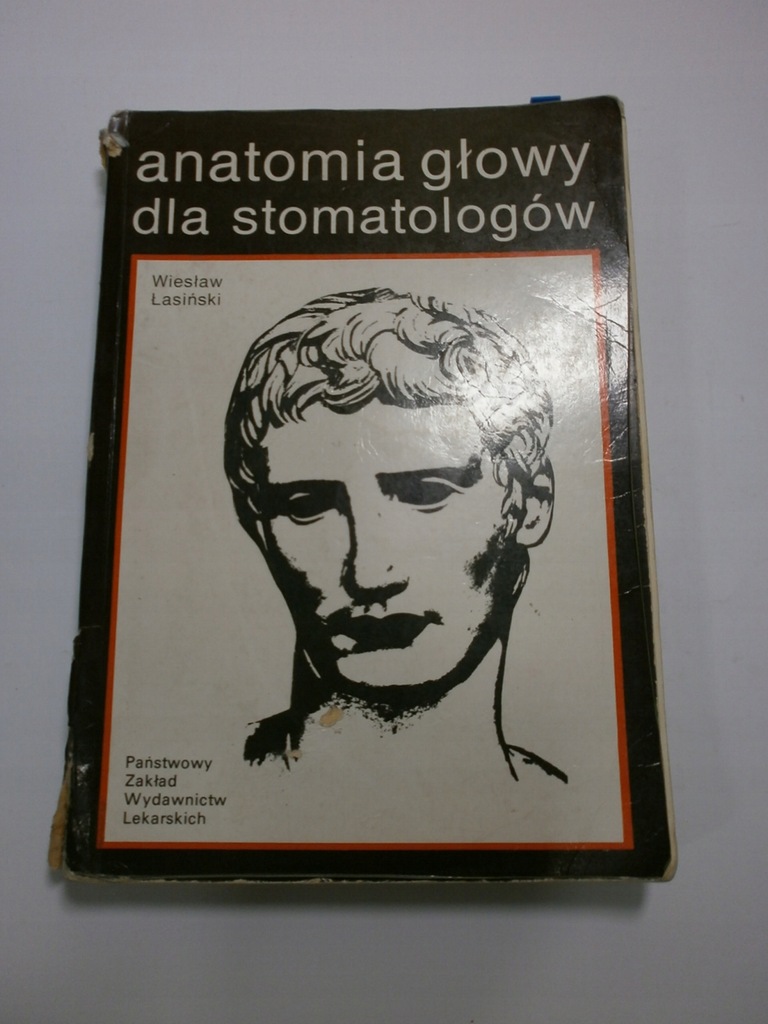 anatomia głowy
dla stomatologów
Wiesław
Łasiński
Państwowy
Zakład
Wydawnictw
Lekarskich